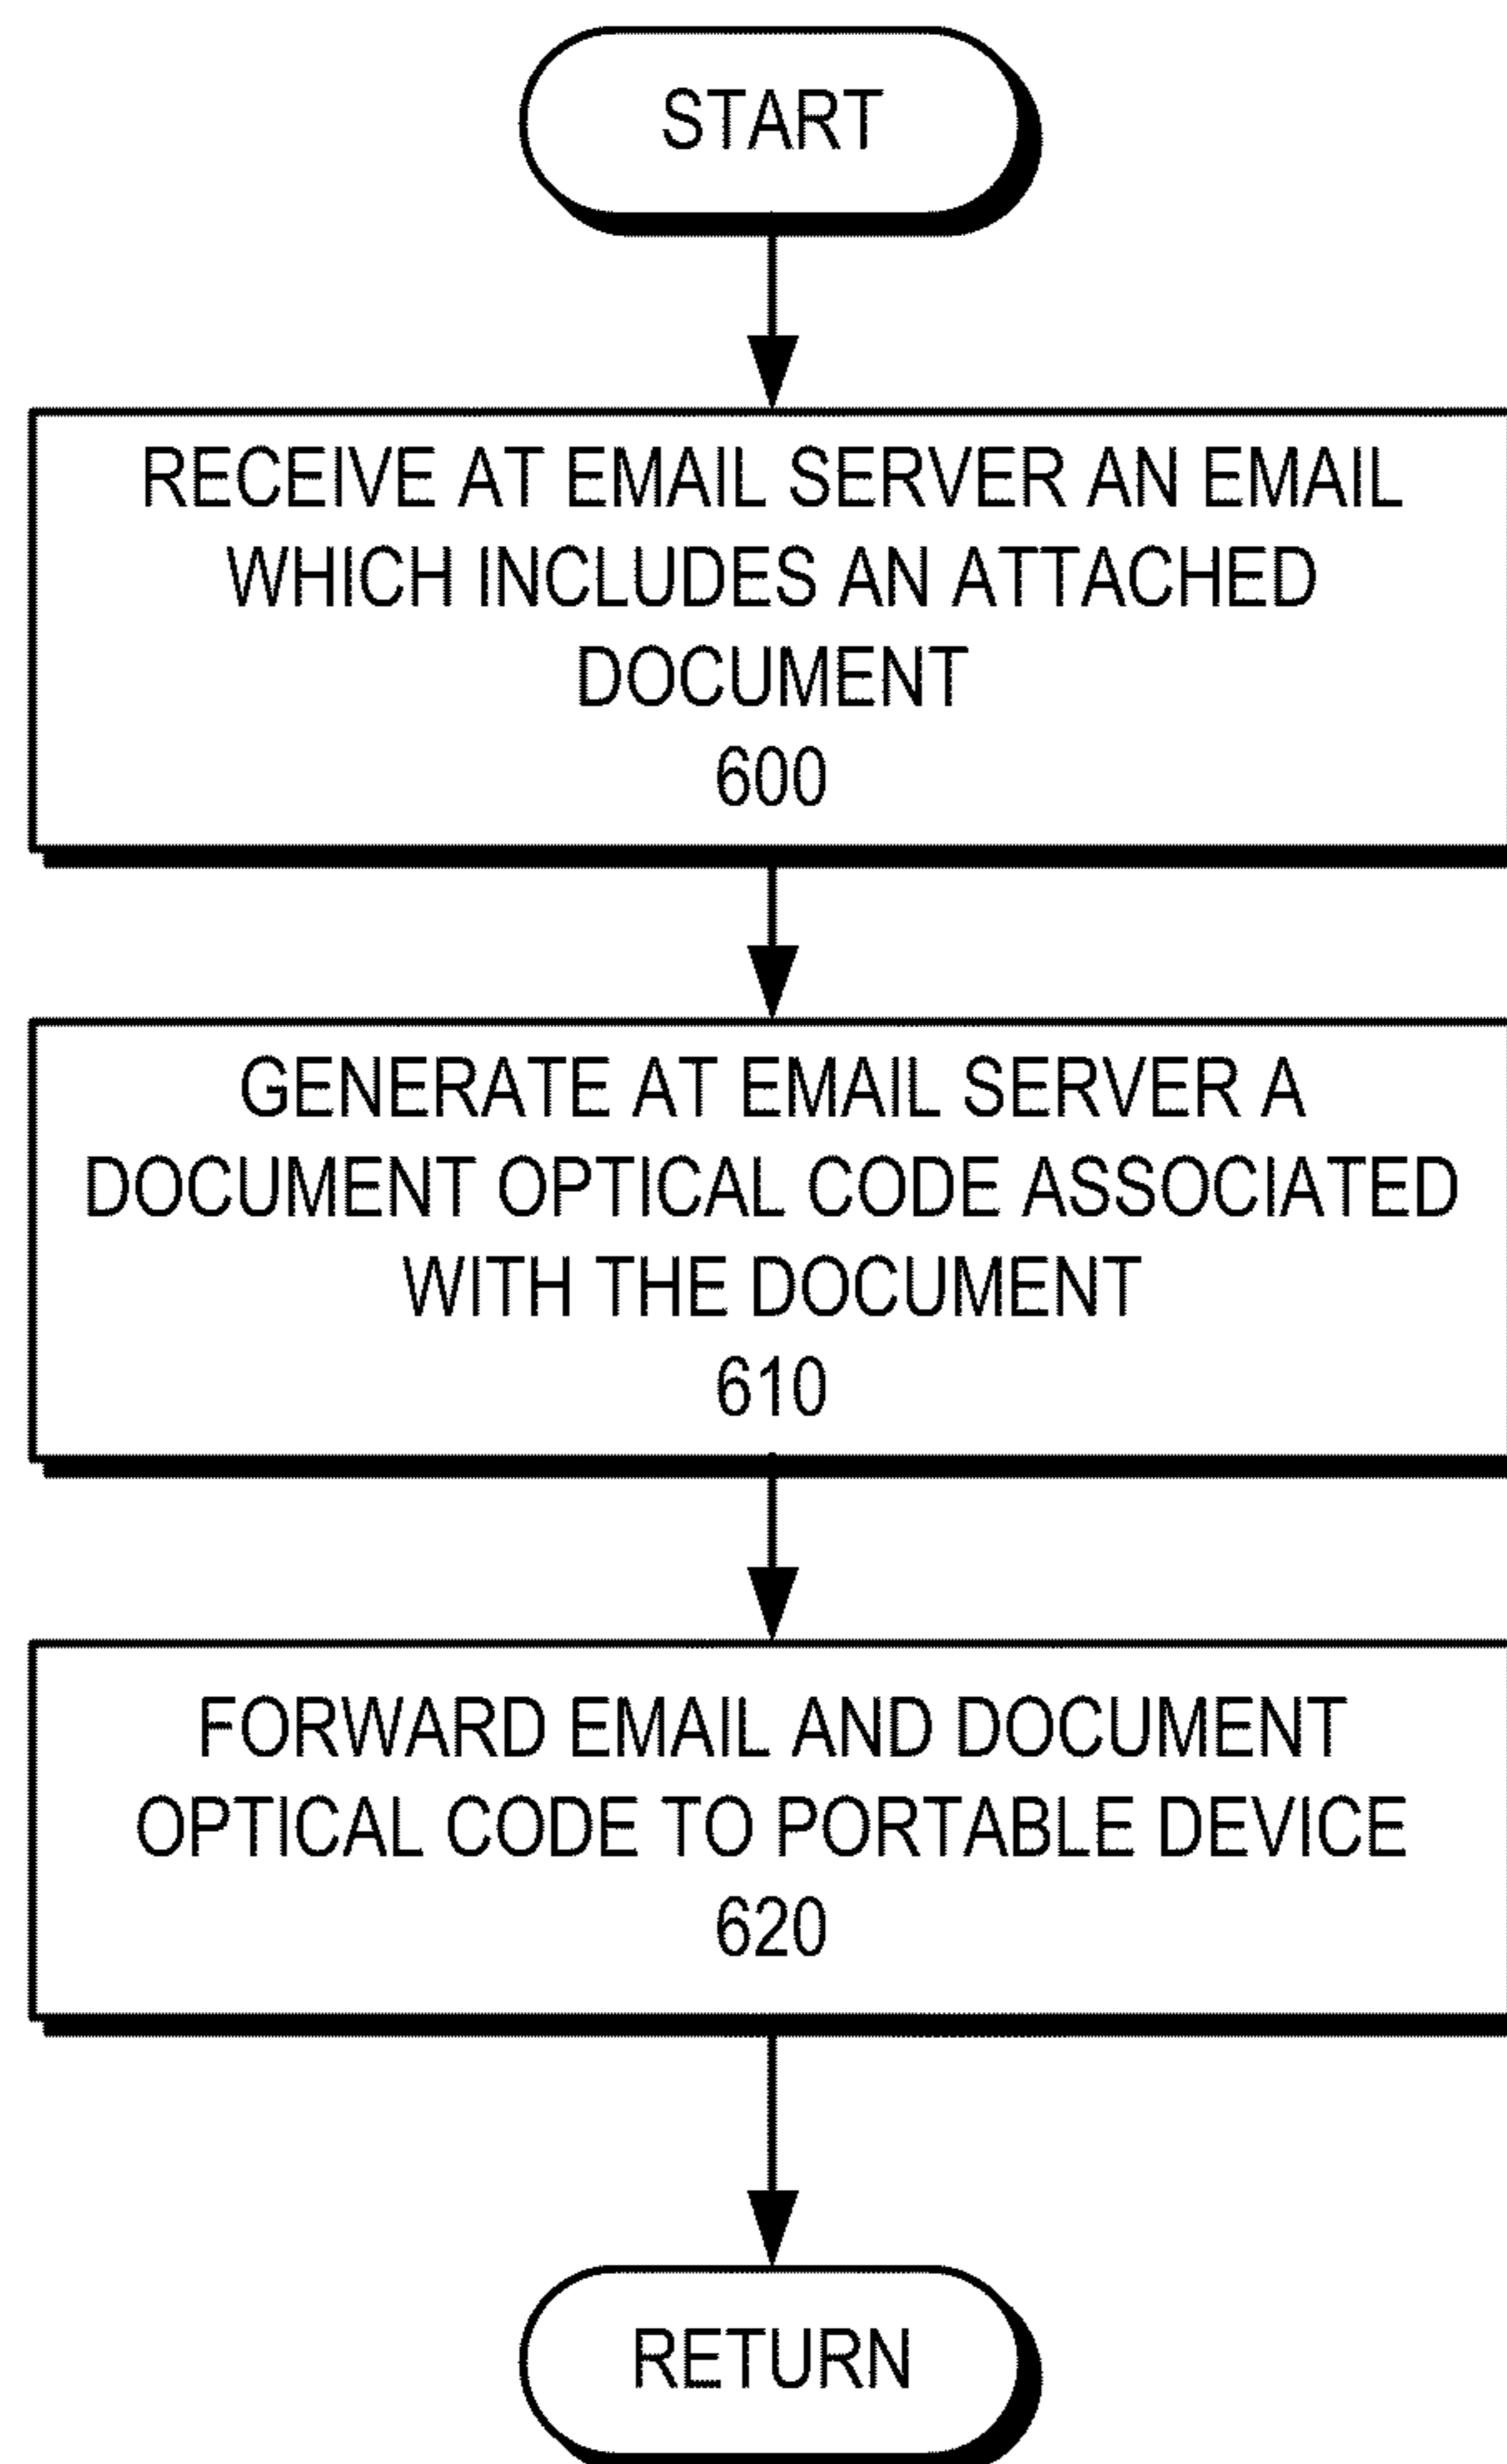 START
RECEIVE AT EMAIL SERVER AN EMAIL
WHICH INCLUDES AN ATTACHED
DOCUMENT
600
GENERATE AT EMAIL SERVER A
DOCUMENT OPTICAL CODE ASSOCIATED
WITH THE DOCUMENT
610
FORWARD EMAIL AND DOCUMENT
OPTICAL CODE TO PORTABLE DEVICE
620
RETURN